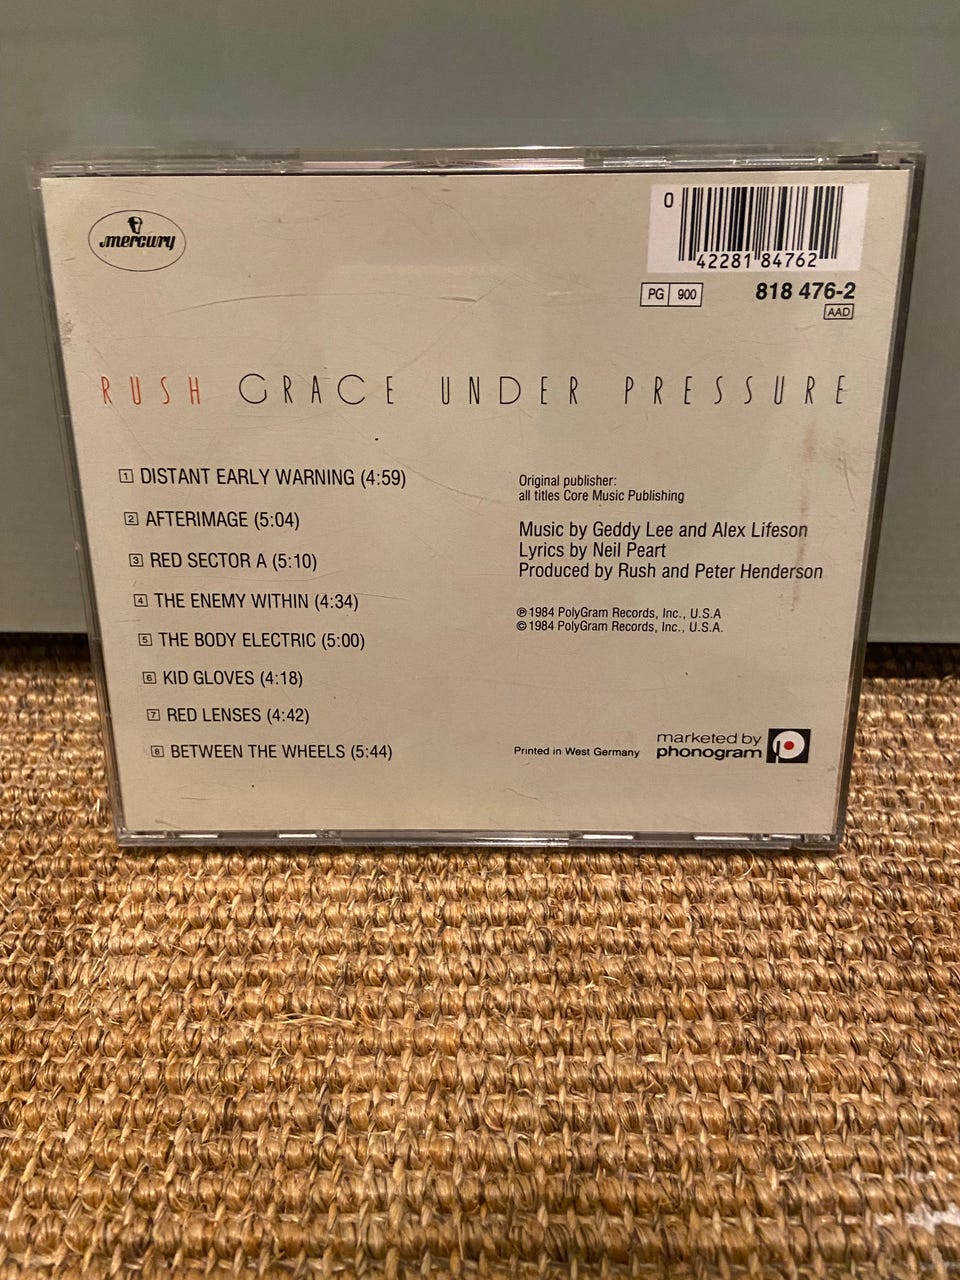 mercury
0
42281 84762
PG 900
818 476-2
AAD
RUSH GRACE UNDER PRESSURE
1 DISTANT EARLY WARNING (4:59)
2 AFTERIMAGE (5:04)
3 RED SECTOR A (5:10)
4 THE ENEMY WITHIN (4:34)
5 THE BODY ELECTRIC (5:00)
6 KID GLOVES (4:18)
7 RED LENSES (4:42)
8 BETWEEN THE WHEELS (5:44)
Original publisher:
all titles Core Music Publishing
Music by Geddy Lee and Alex Lifeson
Lyrics by Neil Peart
Produced by Rush and Peter Henderson
℗ 1984 PolyGram Records, Inc., U.S.A
© 1984 PolyGram Records, Inc., U.S.A.
Printed in West Germany
marketed by
phonogram